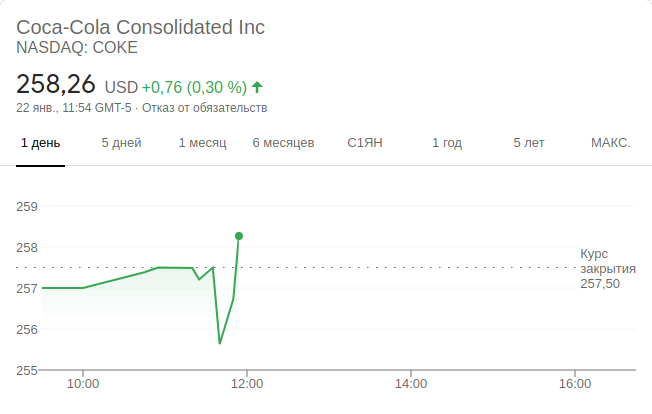 Coca-Cola Consolidated Inc
NASDAQ: COKE
258,26 USD +0,76 (0,30 %)
22 янв., 11:54 GMT-5 · Отказ от обязательств
1 день 5 дней 1 месяц 6 месяцев С1ЯН 1 год 5 лет МАКС.
259
258
Курс
закрытия
257,50
257
256
255
10:00 12:00 14:00 16:00